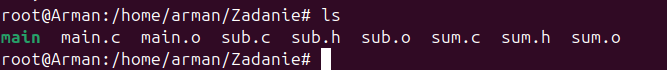 root@Arman:/home/arman/Zadanie# ls
main  main.c  main.o  sub.c  sub.h  sub.o  sum.c  sum.h  sum.o
root@Arman:/home/arman/Zadanie#